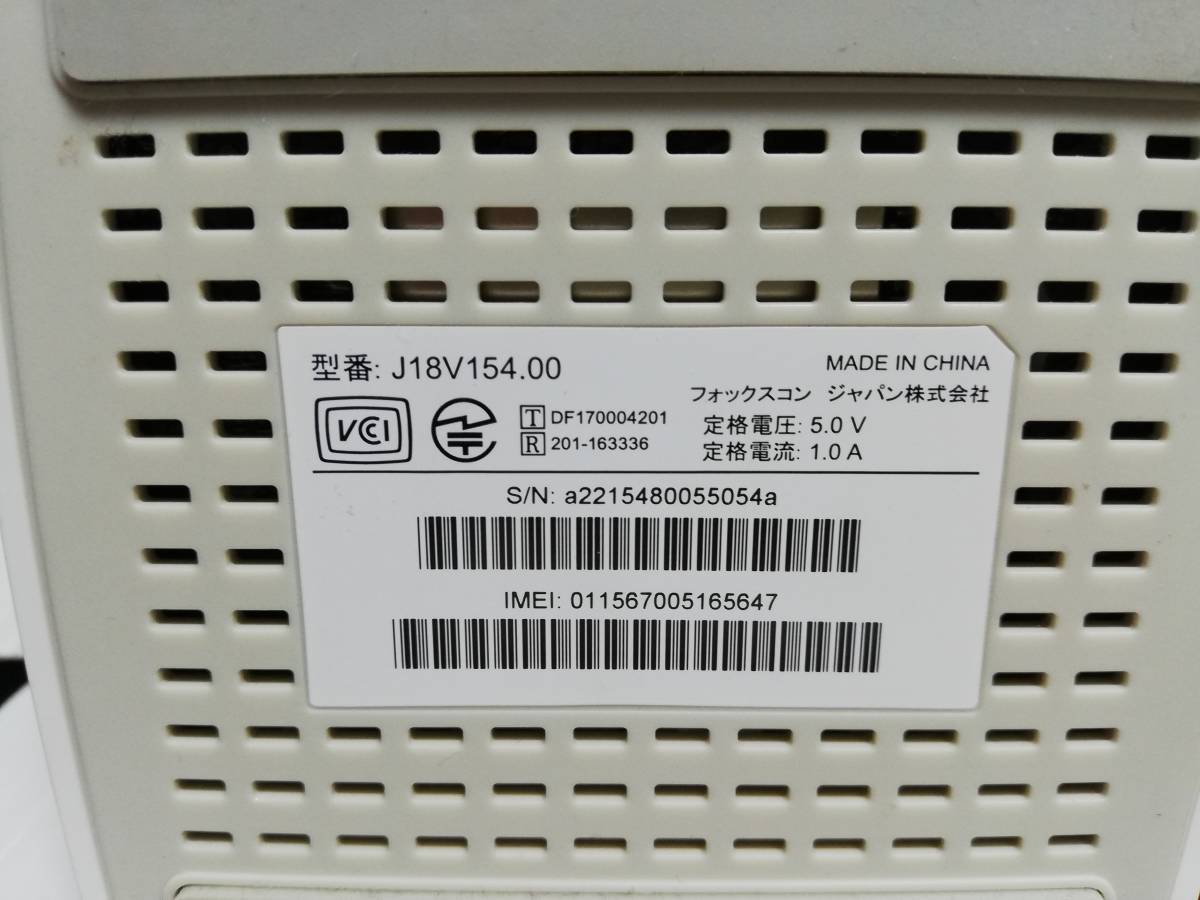 型番: J18V154.00
MADE IN CHINA
フォックスコン ジャパン株式会社
VCCI
T DF170004201
R 201-163336
定格電圧: 5.0 V
定格電流: 1.0 A
S/N: a2215480055054a
IMEI: 011567005165647